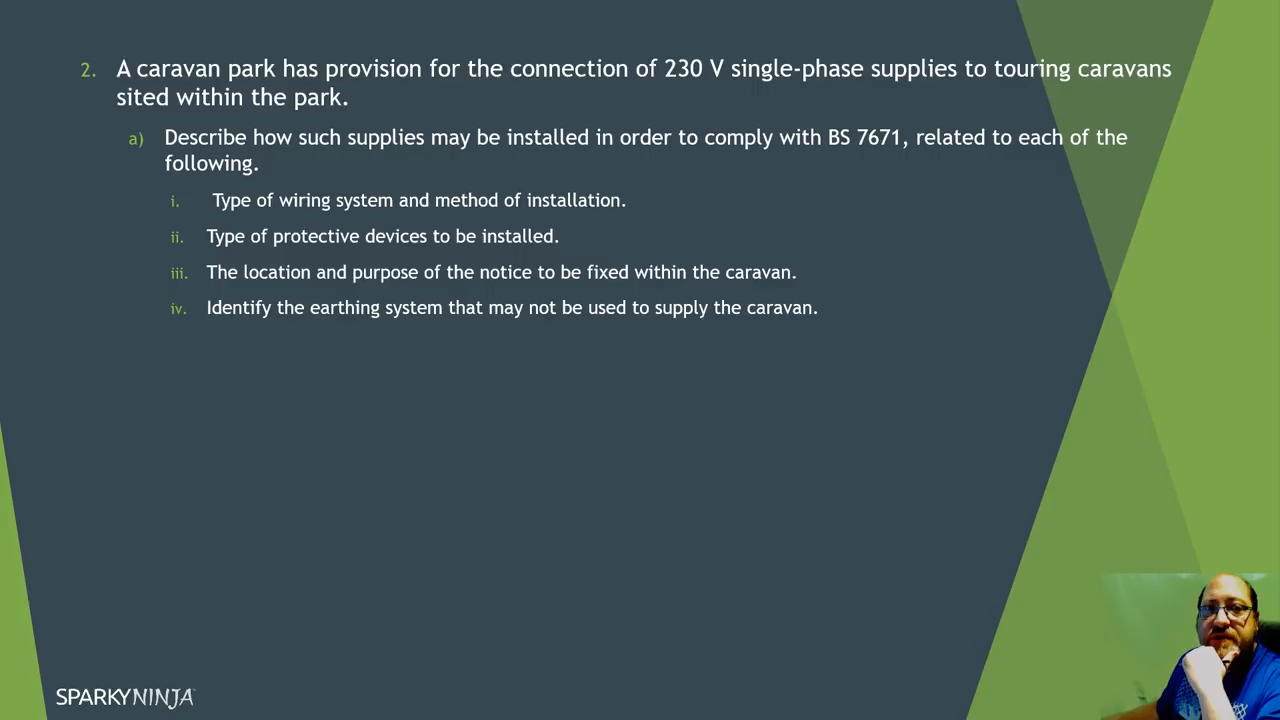 2. A caravan park has provision for the connection of 230 V single-phase supplies to touring caravans
sited within the park.
a) Describe how such supplies may be installed in order to comply with BS 7671, related to each of the
following.
i. Type of wiring system and method of installation.
ii. Type of protective devices to be installed.
iii. The location and purpose of the notice to be fixed within the caravan.
iv. Identify the earthing system that may not be used to supply the caravan.
SPARKYNINJA